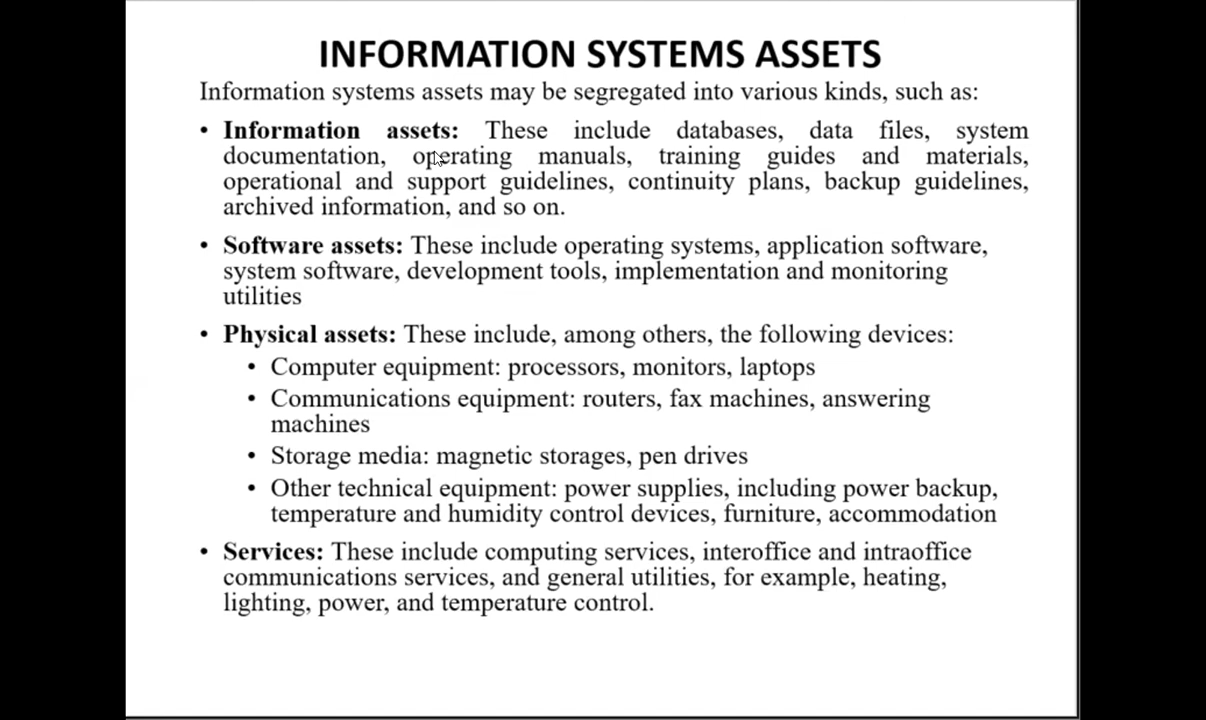 INFORMATION SYSTEMS ASSETS
Information systems assets may be segregated into various kinds, such as:
• Information assets: These include databases, data files, system
documentation, operating manuals, training guides and materials,
operational and support guidelines, continuity plans, backup guidelines,
archived information, and so on.
• Software assets: These include operating systems, application software,
system software, development tools, implementation and monitoring
utilities
• Physical assets: These include, among others, the following devices:
• Computer equipment: processors, monitors, laptops
• Communications equipment: routers, fax machines, answering
machines
• Storage media: magnetic storages, pen drives
• Other technical equipment: power supplies, including power backup,
temperature and humidity control devices, furniture, accommodation
• Services: These include computing services, interoffice and intraoffice
communications services, and general utilities, for example, heating,
lighting, power, and temperature control.